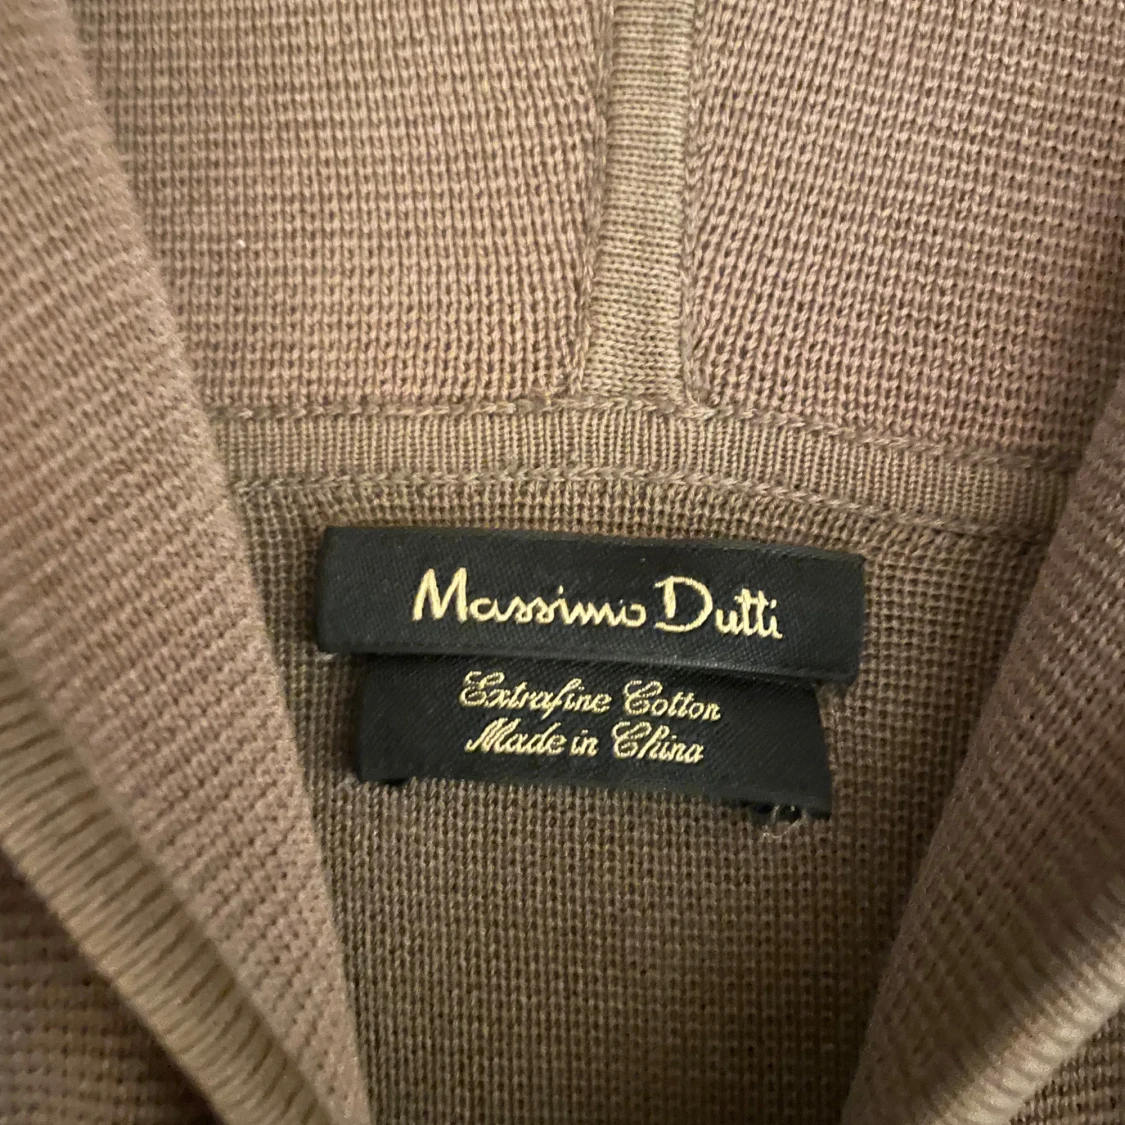 Massimo Dutti
Extrafine Cotton
Made in China